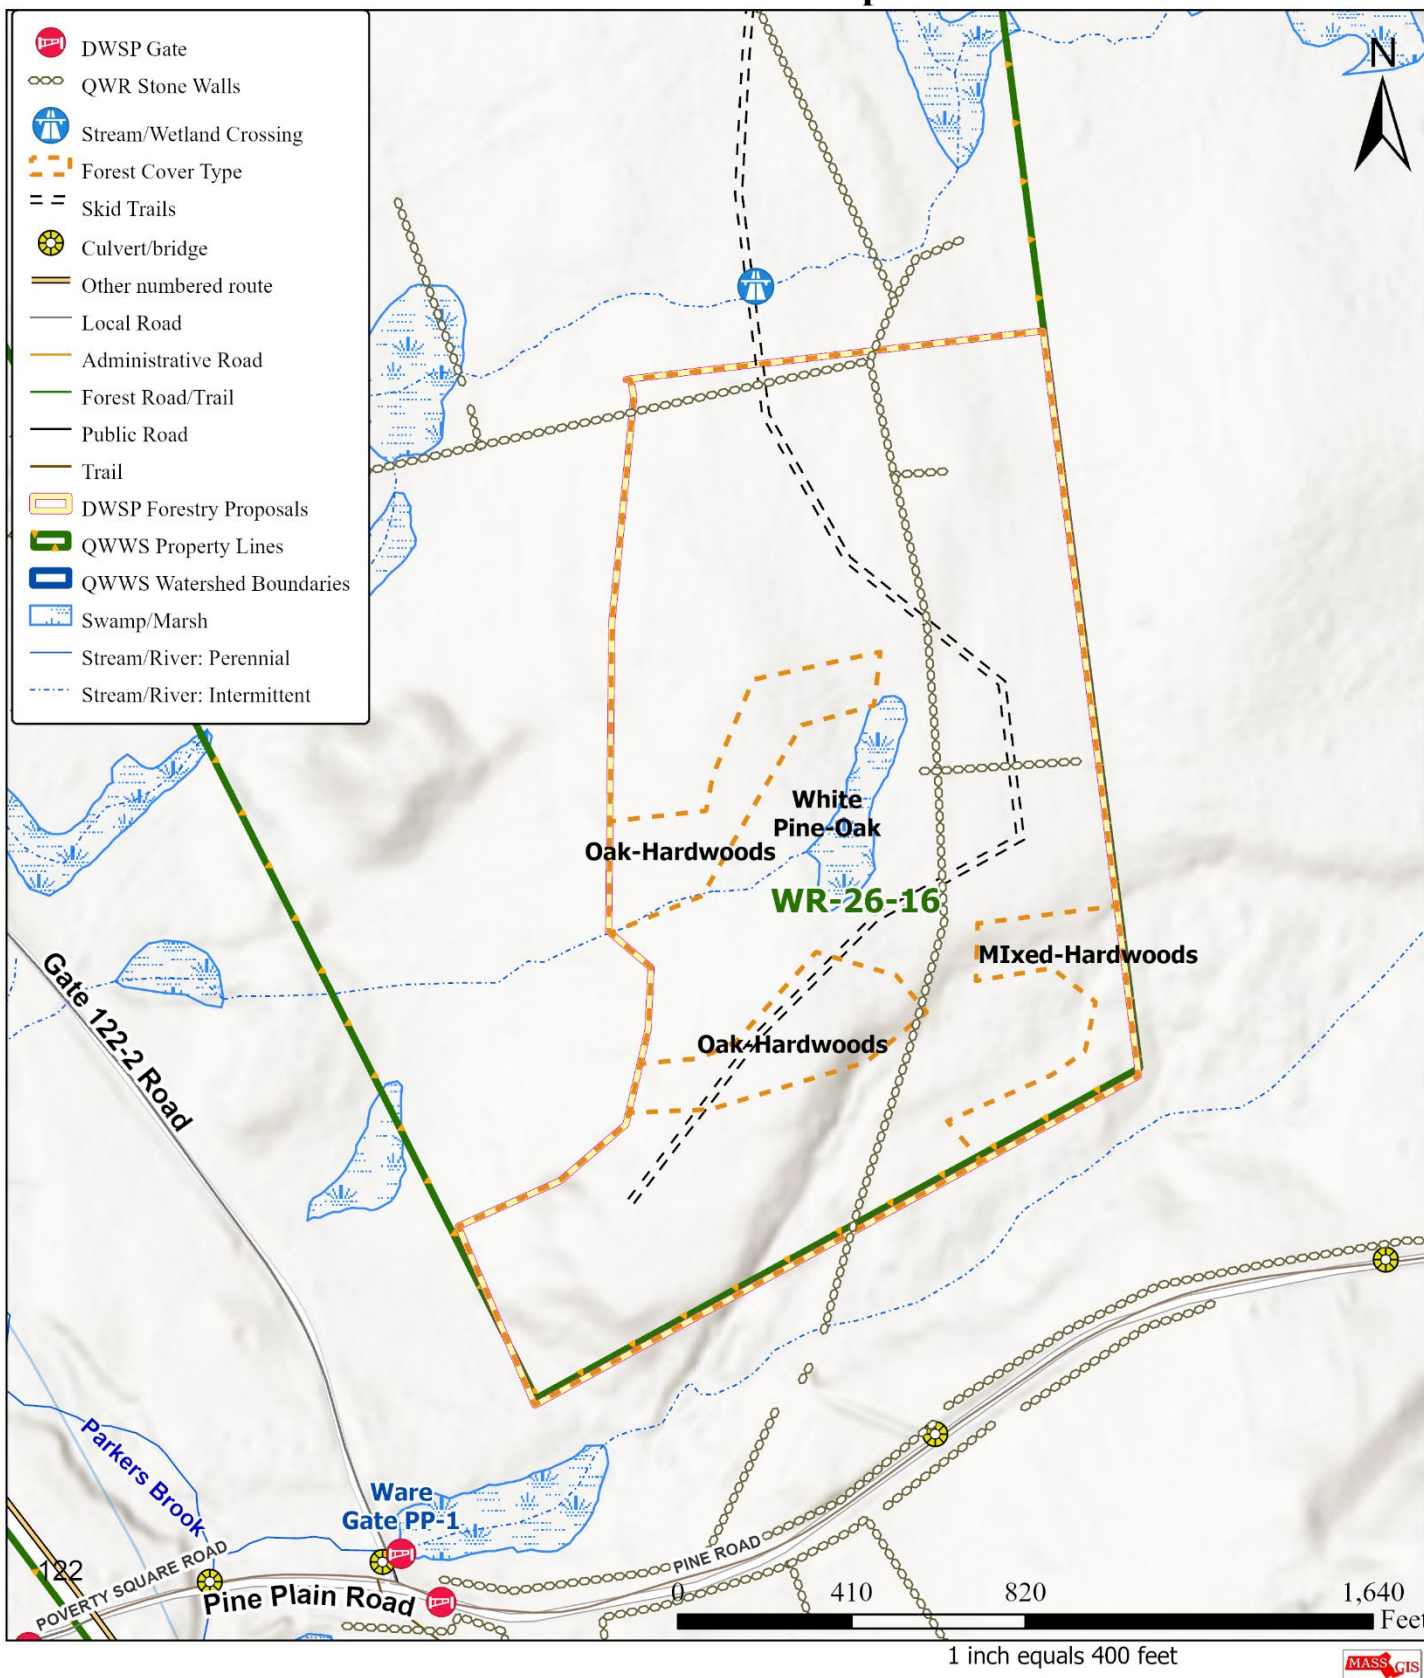 N
DWSP Gate
QWR Stone Walls
Stream/Wetland Crossing
Forest Cover Type
Skid Trails
Culvert/bridge
Other numbered route
Local Road
Administrative Road
Forest Road/Trail
Public Road
Trail
DWSP Forestry Proposals
QWWS Property Lines
QWWS Watershed Boundaries
Swamp/Marsh
Stream/River: Perennial
Stream/River: Intermittent
White
Pine-Oak
Oak-Hardwoods
WR-26-16
MIxed-Hardwoods
Oak-Hardwoods
Gate 122-2 Road
Parkers Brook
Ware
Gate PP-1
122
POVERTY SQUARE ROAD
Pine Plain Road
PINE ROAD
0 410 820 1,640
Feet
1 inch equals 400 feet
MASS GIS